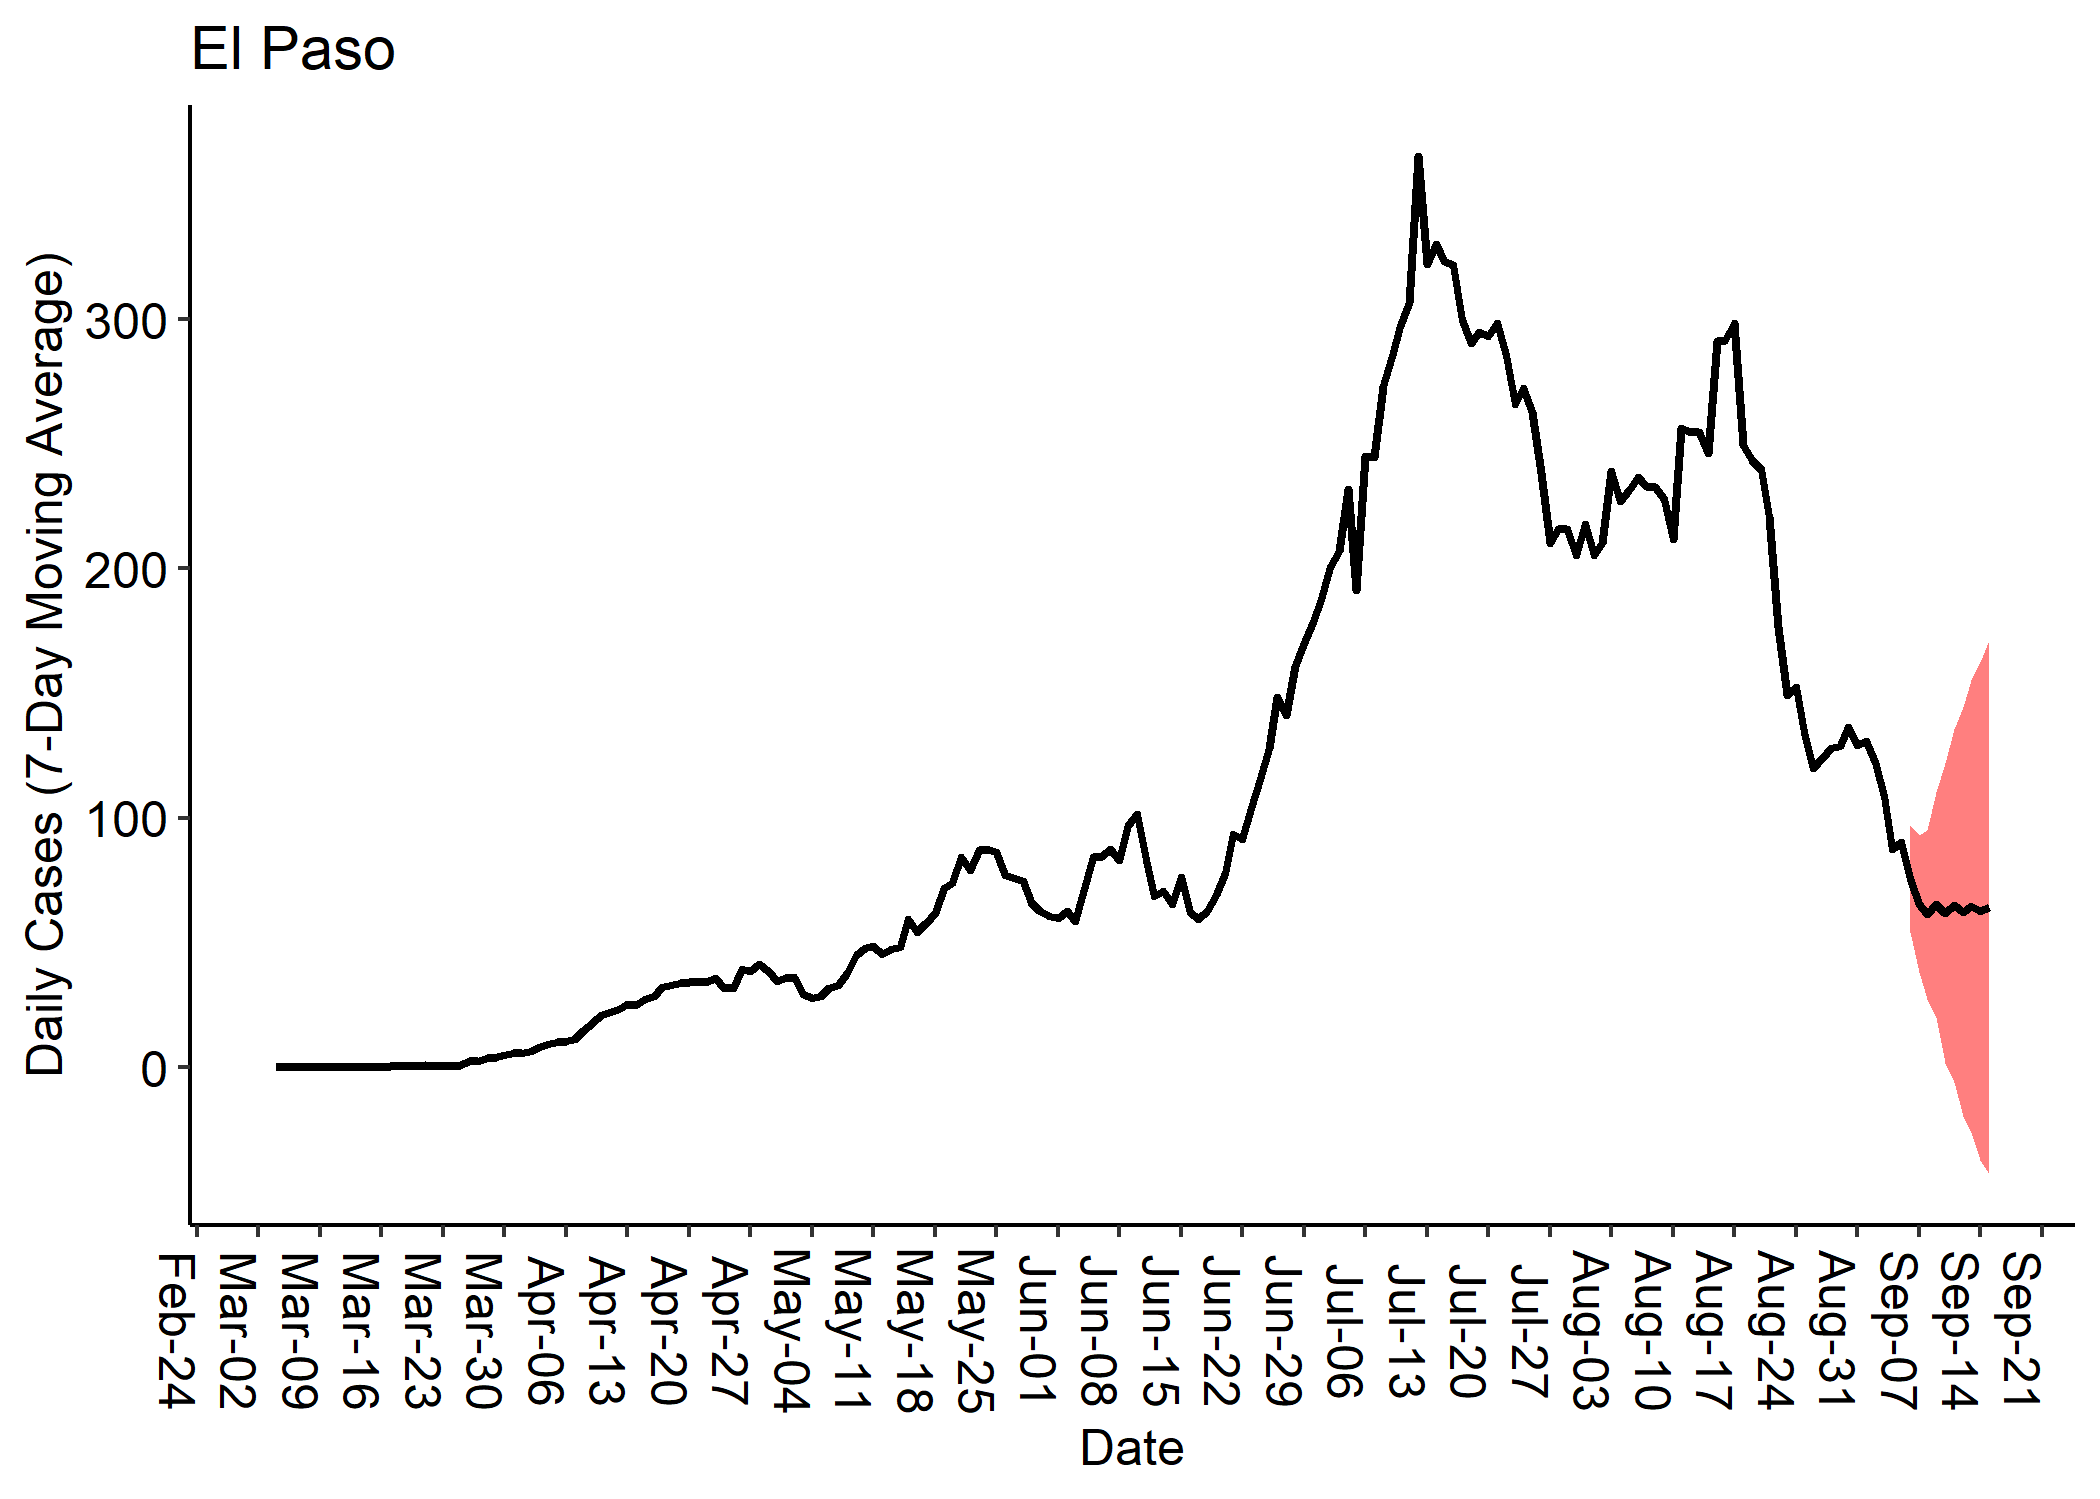 El Paso
Daily Cases (7-Day Moving Average)
300
200
100
0
Feb-24
Mar-02
Mar-09
Mar-16
Mar-23
Mar-30
Apr-06
Apr-13
Apr-20
Apr-27
May-04
May-11
May-18
May-25
Jun-01
Jun-08
Jun-15
Jun-22
Jun-29
Jul-06
Jul-13
Jul-20
Jul-27
Aug-03
Aug-10
Aug-17
Aug-24
Aug-31
Sep-07
Sep-14
Sep-21
Date